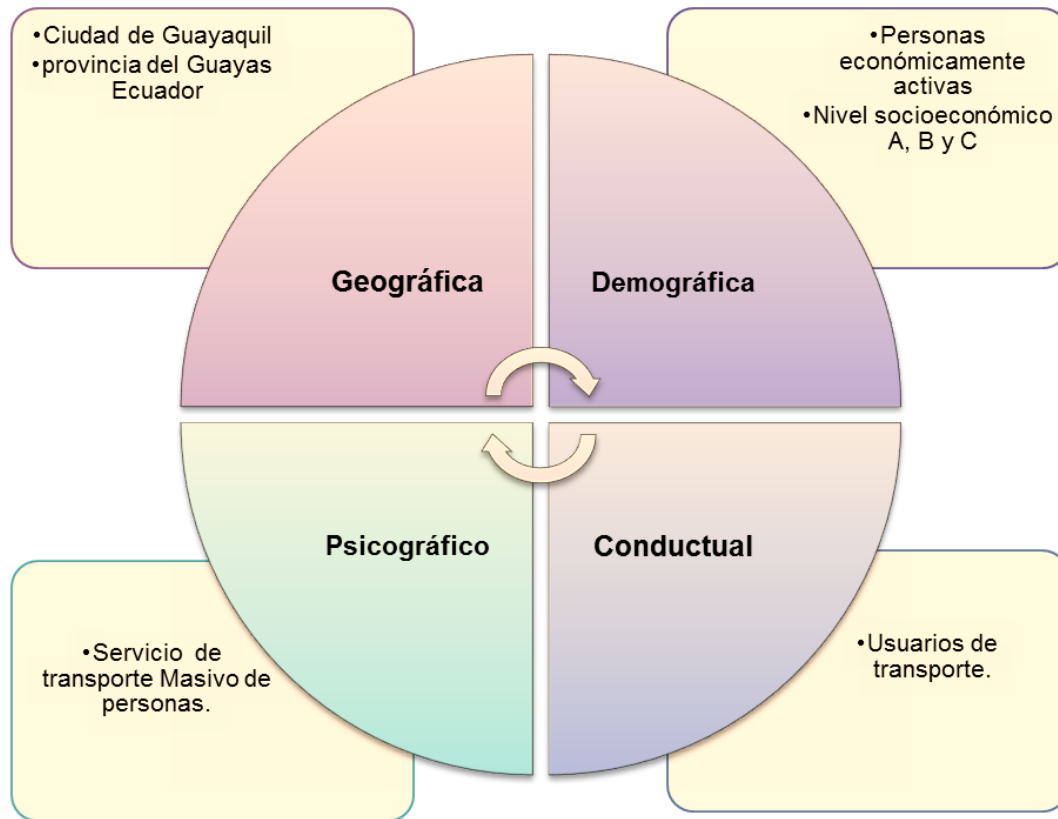 •Ciudad de Guayaquil
•provincia del Guayas
Ecuador
•Personas
económicamente
activas
•Nivel socioeconómico
A, B y C
Geográfica
Demográfica
Psicográfico
Conductual
•Servicio de
transporte Masivo de
personas.
•Usuarios de
transporte.